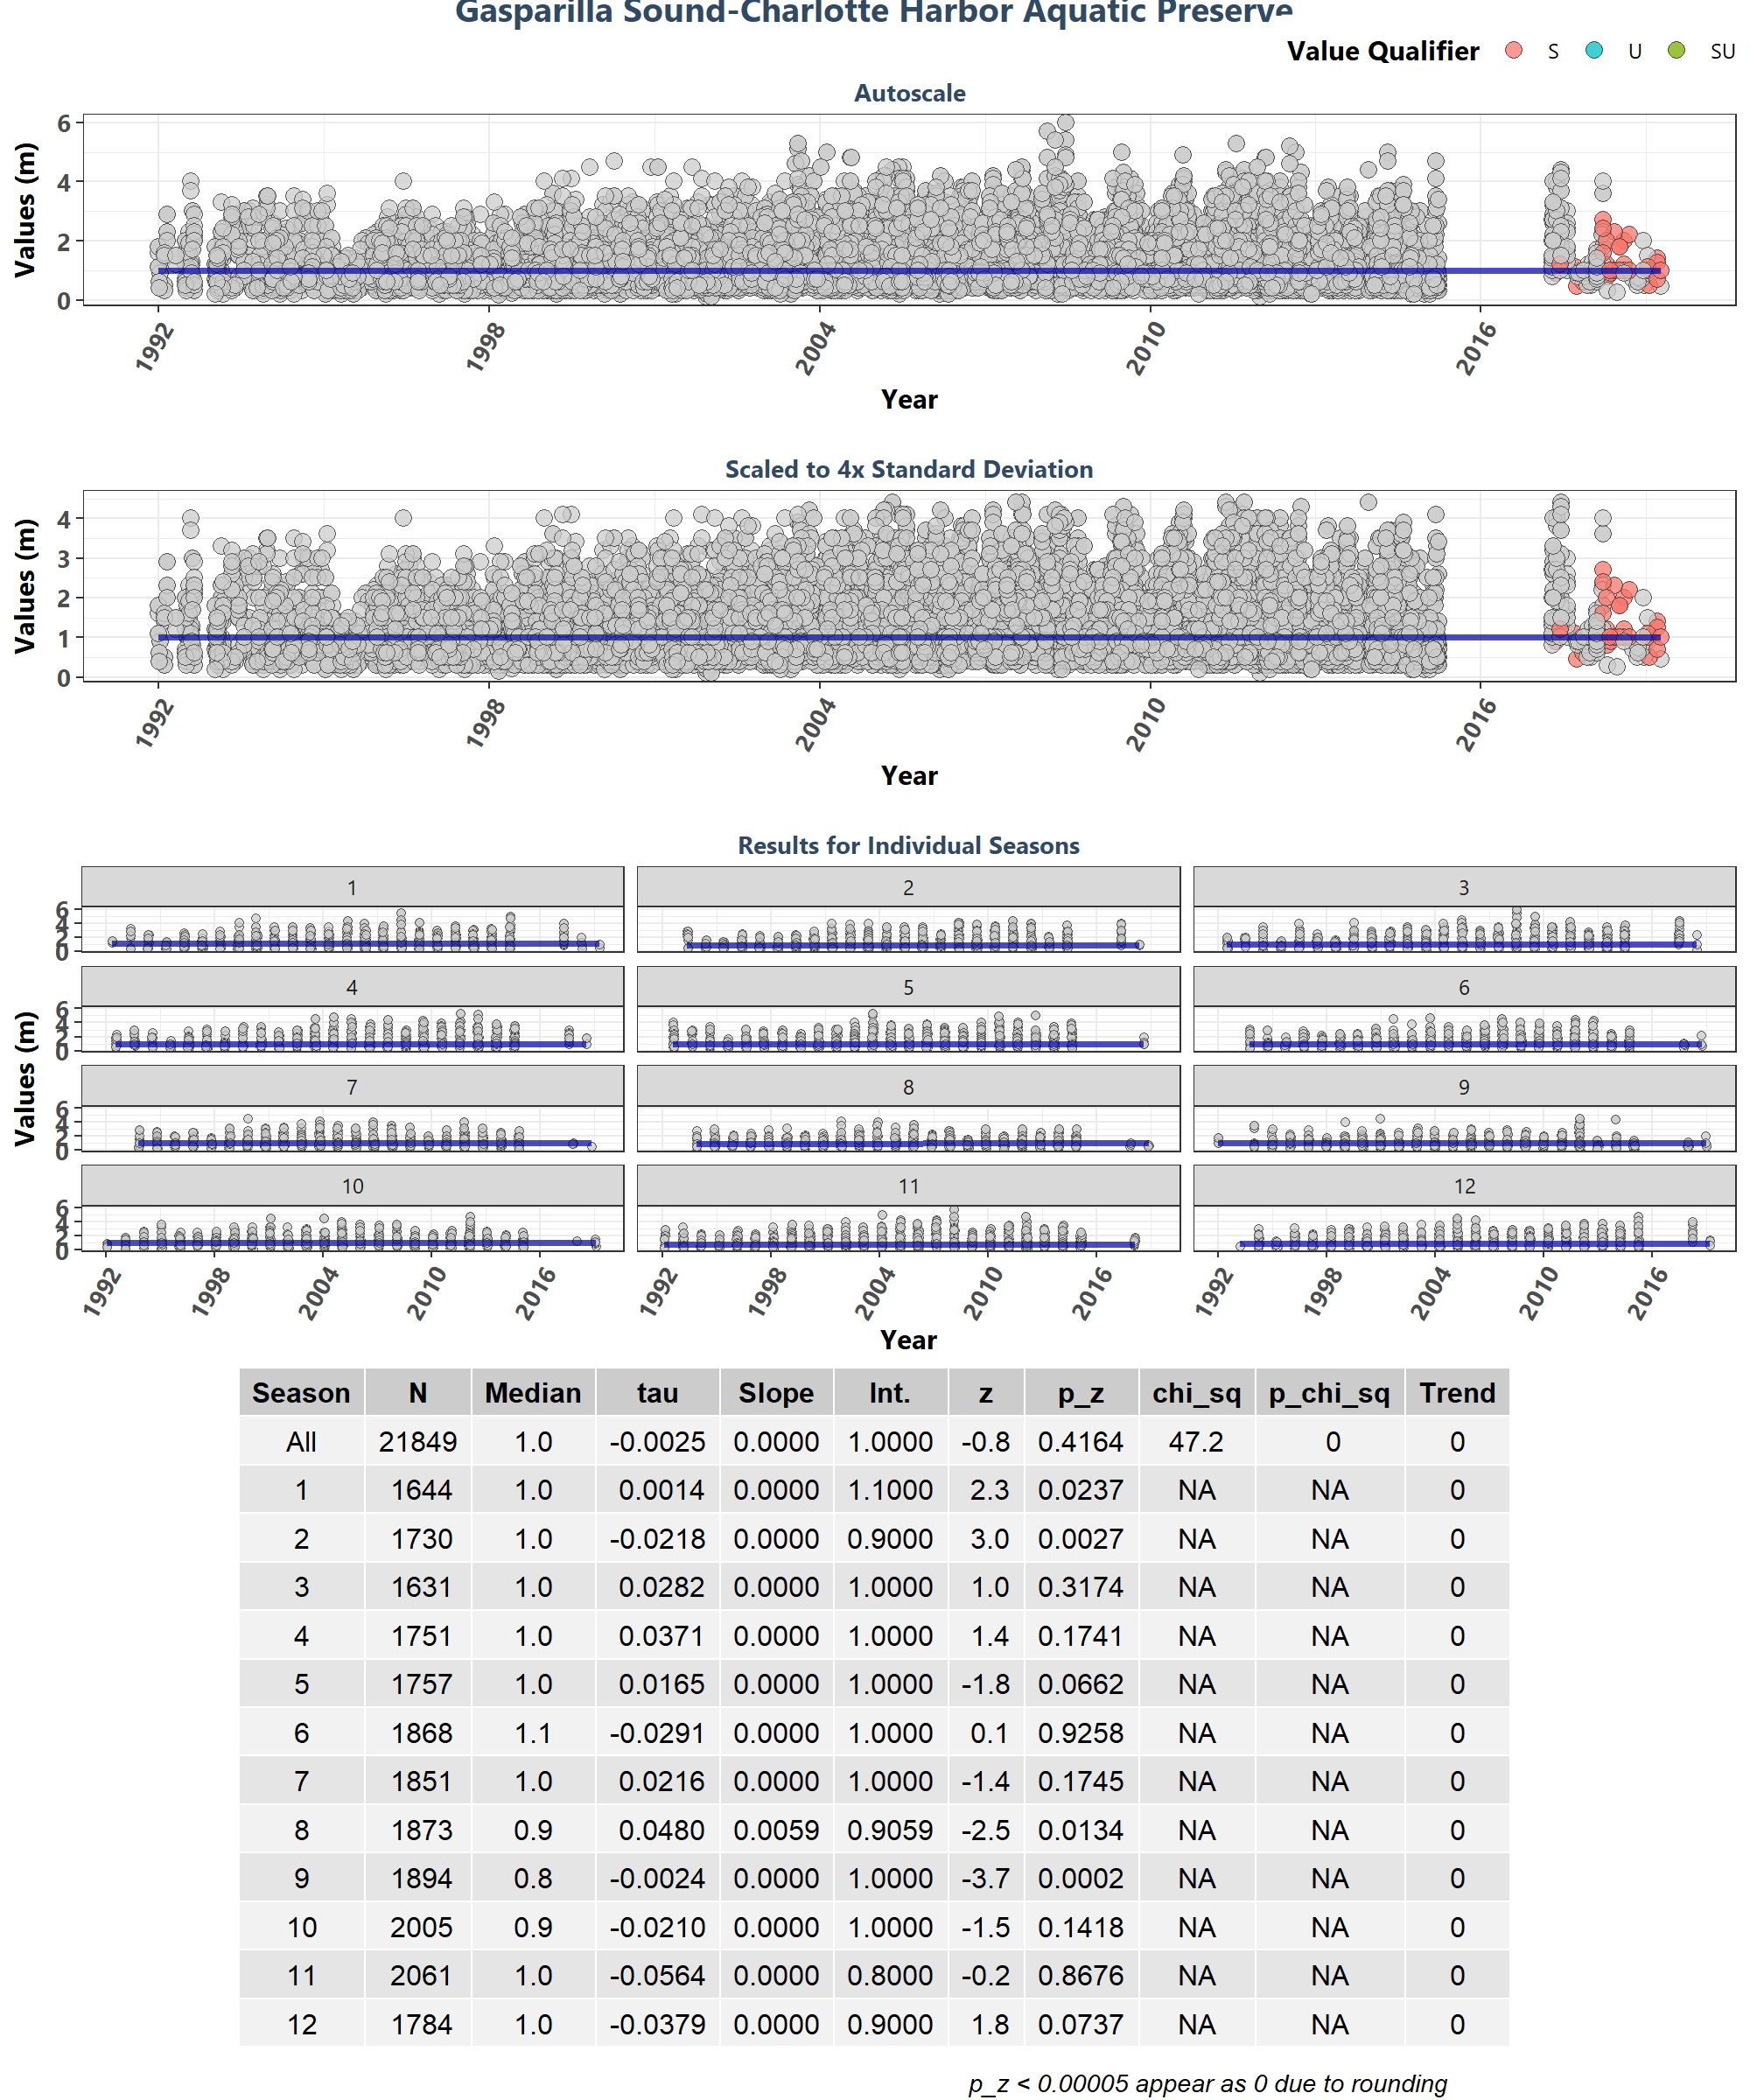 Gasparilla Sound-Charlotte Harbor Aquatic Preserve
Value Qualifier S U SU
Autoscale
Values (m)
6
4
2
0
1992 1998 2004 2010 2016
Year
Scaled to 4x Standard Deviation
Values (m)
4
3
2
1
0
1992 1998 2004 2010 2016
Year
Results for Individual Seasons
Values (m)
1 2 3
6
4
2
0
4 5 6
6
4
2
0
7 8 9
6
4
2
0
10 11 12
6
4
2
0
1992 1998 2004 2010 2016 1992 1998 2004 2010 2016 1992 1998 2004 2010 2016
Year
Season N Median tau Slope Int. z p_z chi_sq p_chi_sq Trend
All 21849 1.0 -0.0025 0.0000 1.0000 -0.8 0.4164 47.2 0 0
1 1644 1.0 0.0014 0.0000 1.1000 2.3 0.0237 NA NA 0
2 1730 1.0 -0.0218 0.0000 0.9000 3.0 0.0027 NA NA 0
3 1631 1.0 0.0282 0.0000 1.0000 1.0 0.3174 NA NA 0
4 1751 1.0 0.0371 0.0000 1.0000 1.4 0.1741 NA NA 0
5 1757 1.0 0.0165 0.0000 1.0000 -1.8 0.0662 NA NA 0
6 1868 1.1 -0.0291 0.0000 1.0000 0.1 0.9258 NA NA 0
7 1851 1.0 0.0216 0.0000 1.0000 -1.4 0.1745 NA NA 0
8 1873 0.9 0.0480 0.0059 0.9059 -2.5 0.0134 NA NA 0
9 1894 0.8 -0.0024 0.0000 1.0000 -3.7 0.0002 NA NA 0
10 2005 0.9 -0.0210 0.0000 1.0000 -1.5 0.1418 NA NA 0
11 2061 1.0 -0.0564 0.0000 0.8000 -0.2 0.8676 NA NA 0
12 1784 1.0 -0.0379 0.0000 0.9000 1.8 0.0737 NA NA 0
p_z < 0.00005 appear as 0 due to rounding